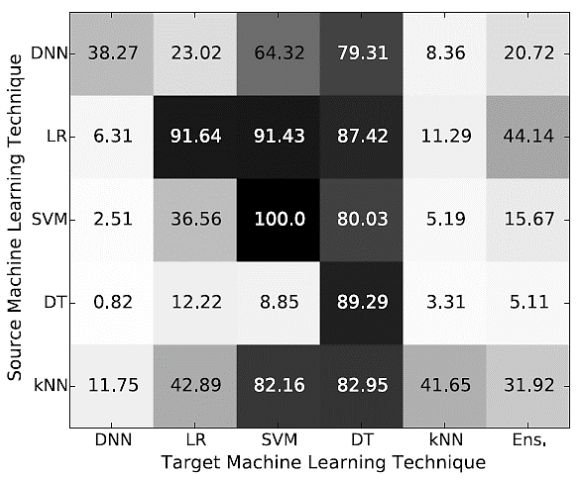 Source Machine Learning Technique
DNN 38.27 23.02 64.32 79.31 8.36 20.72
LR 6.31 91.64 91.43 87.42 11.29 44.14
SVM 2.51 36.56 100.0 80.03 5.19 15.67
DT 0.82 12.22 8.85 89.29 3.31 5.11
kNN 11.75 42.89 82.16 82.95 41.65 31.92
DNN LR SVM DT kNN Ens.
Target Machine Learning Technique